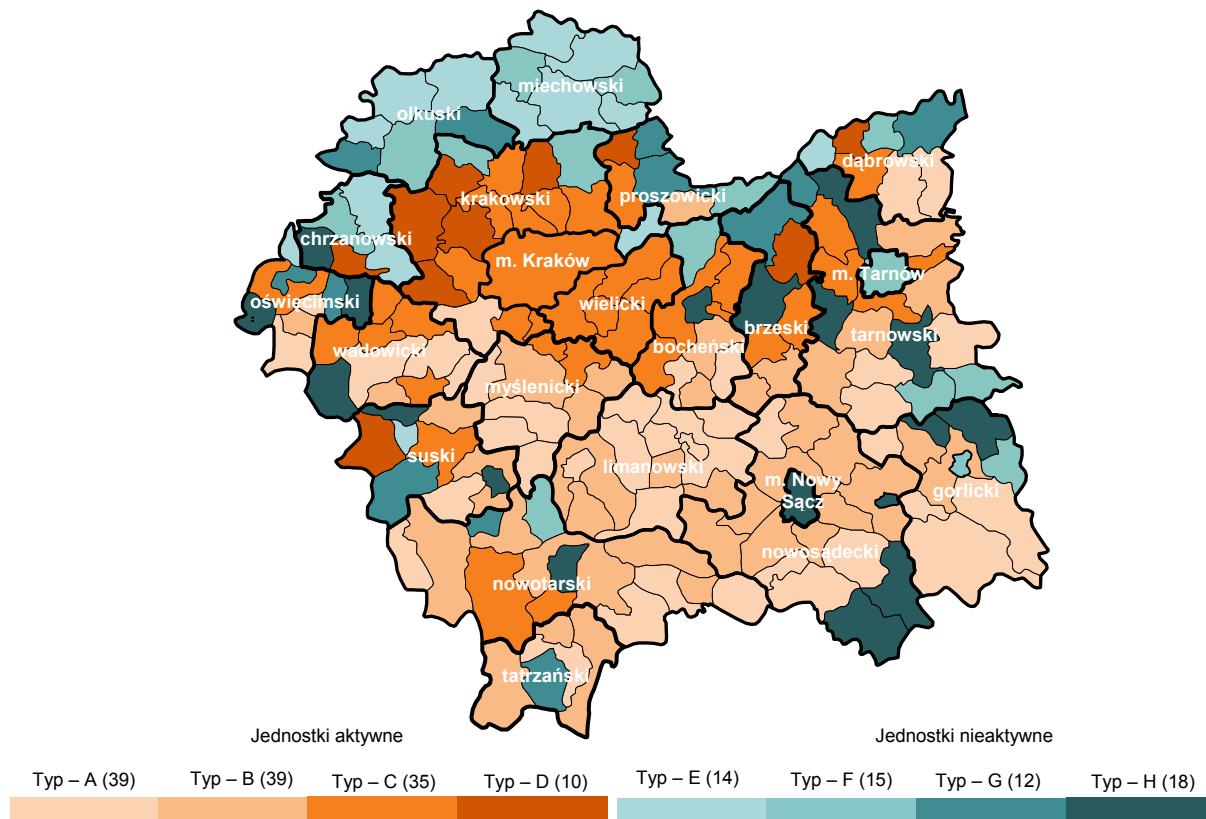 miechowski
olkuski
dąbrowski
krakowski
proszowicki
chrzanowski
m. Kraków
m. Tarnów
oświęcimski
wielicki
brzeski
tarnowski
wadowicki
bocheński
myślenicki
suski
limanowski
m. Nowy
Sącz
gorlicki
nowosądecki
nowotarski
tatrzański
Jednostki aktywne
Jednostki nieaktywne
Typ – A (39)
Typ – B (39)
Typ – C (35)
Typ – D (10)
Typ – E (14)
Typ – F (15)
Typ – G (12)
Typ – H (18)